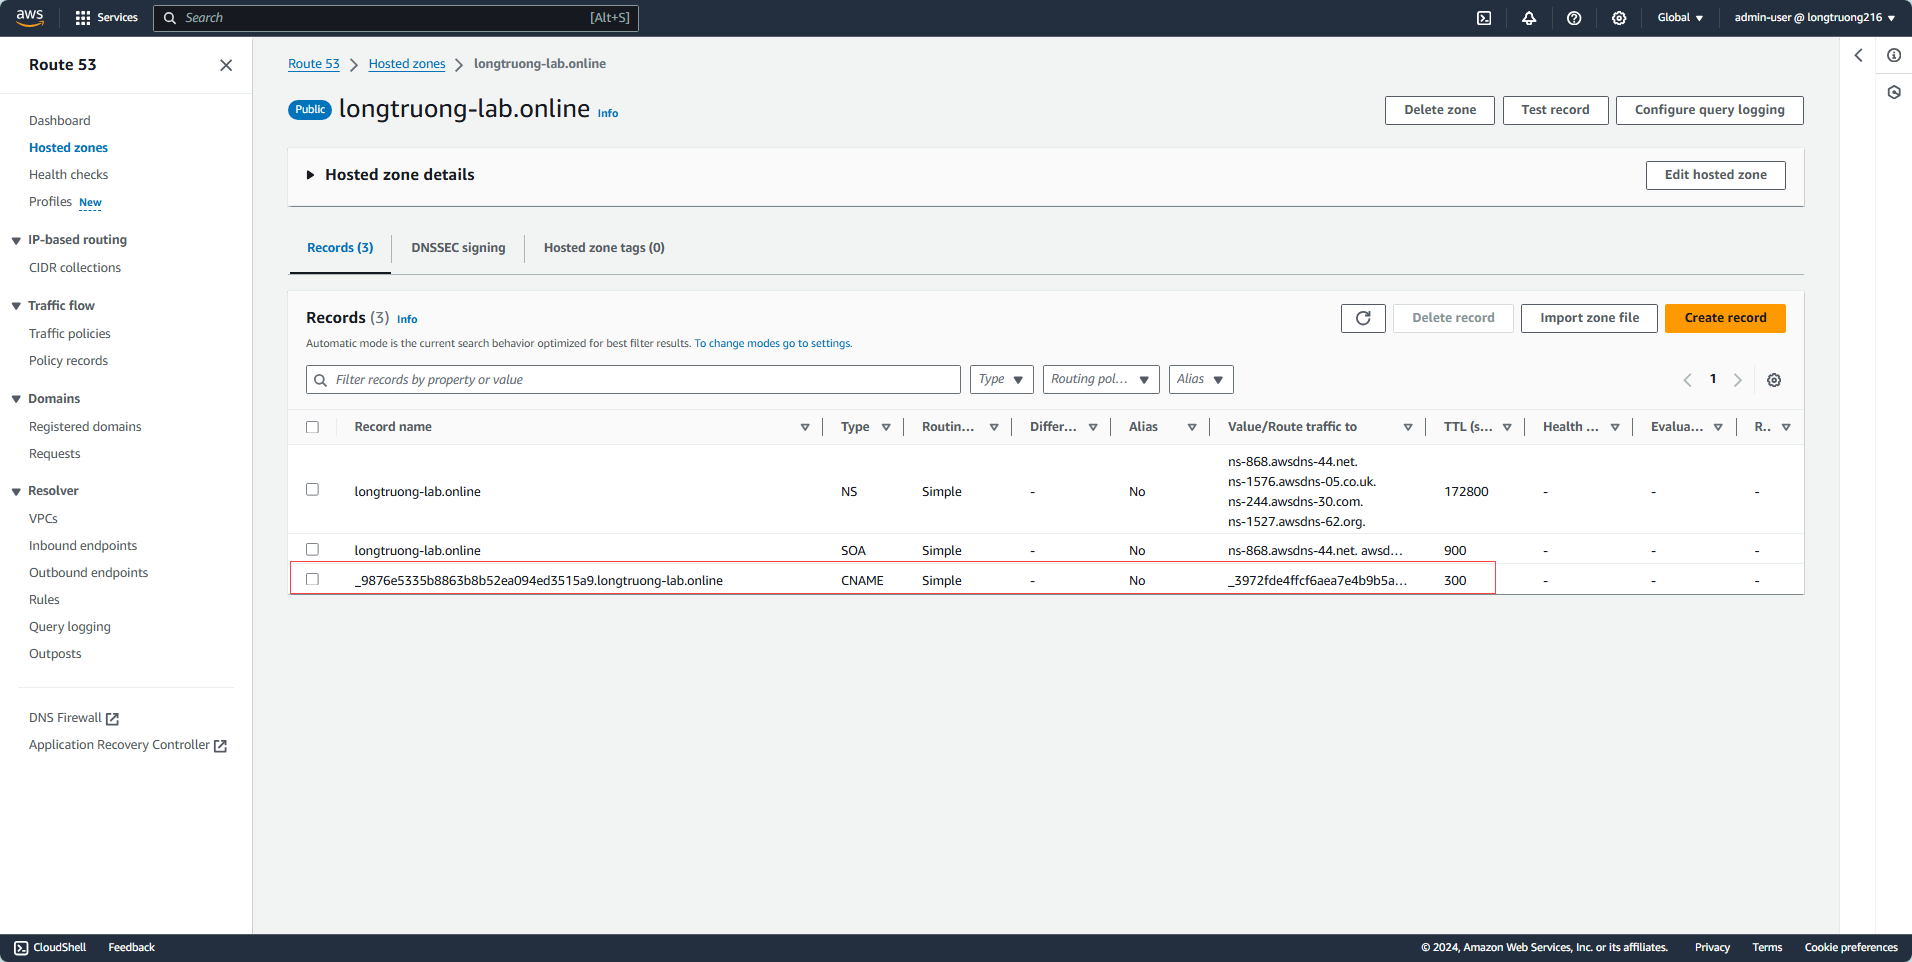 aws
Services
Search [Alt+S]
Global
admin-user @ longtruong216
Route 53
Dashboard
Hosted zones
Health checks
Profiles New
IP-based routing
CIDR collections
Traffic flow
Traffic policies
Policy records
Domains
Registered domains
Requests
Resolver
VPCs
Inbound endpoints
Outbound endpoints
Rules
Query logging
Outposts
DNS Firewall
Application Recovery Controller
Route 53 Hosted zones longtruong-lab.online
Public longtruong-lab.online Info
Delete zone Test record Configure query logging
Hosted zone details Edit hosted zone
Records (3) DNSSEC signing Hosted zone tags (0)
Records (3) Info
Delete record Import zone file Create record
Automatic mode is the current search behavior optimized for best filter results. To change modes go to settings.
Filter records by property or value Type Routing pol... Alias 1
Record name Type Routin... Differ... Alias Value/Route traffic to TTL (s... Health ... Evalua... R..
longtruong-lab.online NS Simple - No ns-868.awsdns-44.net.
ns-1576.awsdns-05.co.uk.
ns-244.awsdns-30.com.
ns-1527.awsdns-62.org. 172800 - - -
longtruong-lab.online SOA Simple - No ns-868.awsdns-44.net. awsd... 900 - - -
_9876e5335b8863b8b52ea094ed3515a9.longtruong-lab.online CNAME Simple - No _3972fde4ffcf6aea7e4b9b5a... 300 - - -
CloudShell Feedback
© 2024, Amazon Web Services, Inc. or its affiliates. Privacy Terms Cookie preferences